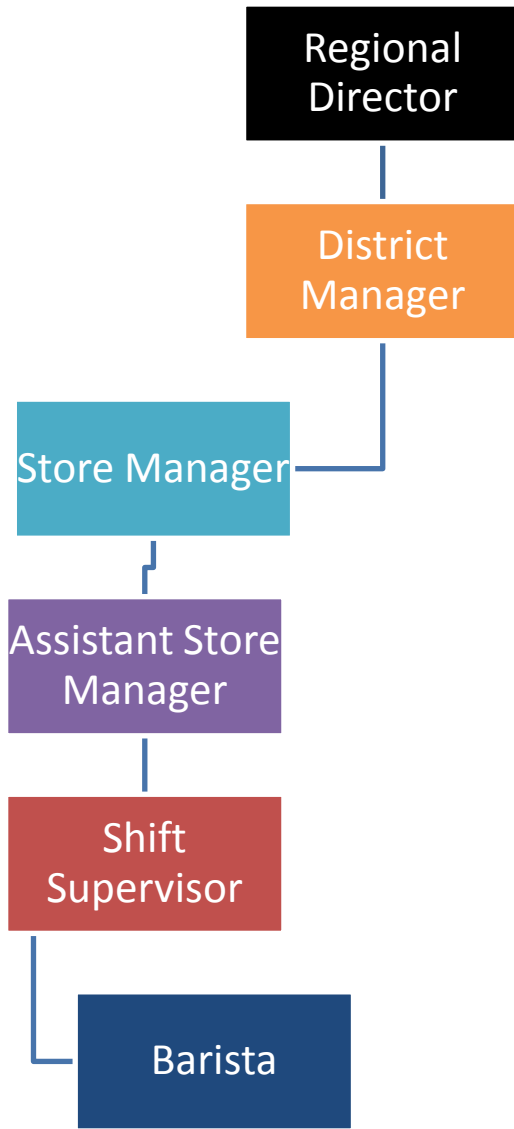 Regional
Director
District
Manager
Store Manager
Assistant Store
Manager
Shift
Supervisor
Barista